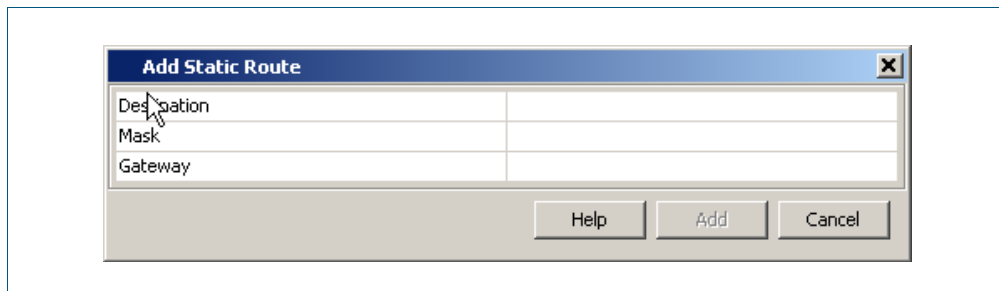 Add Static Route
Destination
Mask
Gateway
Help Add Cancel